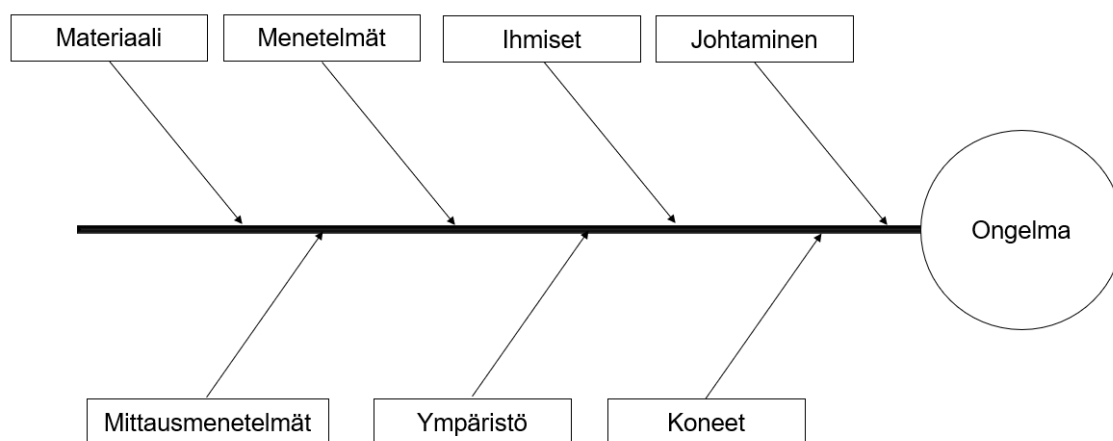 Materiaali
Menetelmät
Ihmiset
Johtaminen
Ongelma
Mittausmenetelmät
Ympäristö
Koneet